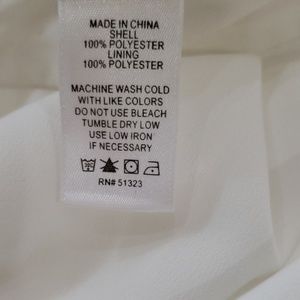 MADE IN CHINA
SHELL
100% POLYESTER
LINING
100% POLYESTER
MACHINE WASH COLD
WITH LIKE COLORS
DO NOT USE BLEACH
TUMBLE DRY LOW
USE LOW IRON
IF NECESSARY
RN# 51323